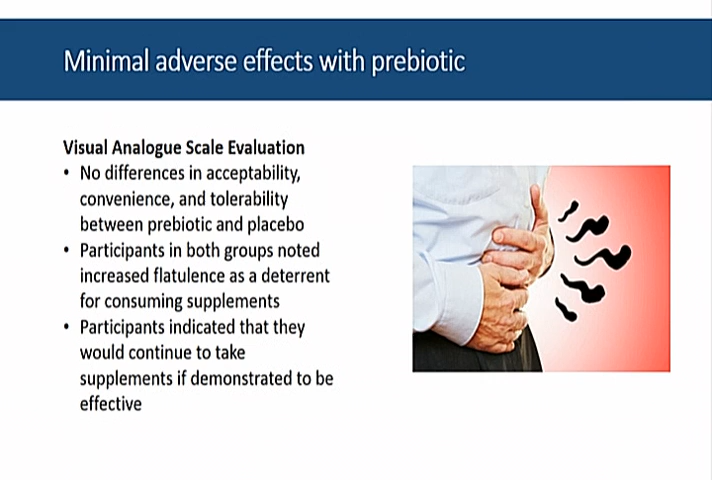 Minimal adverse effects with prebiotic
Visual Analogue Scale Evaluation
• No differences in acceptability,
convenience, and tolerability
between prebiotic and placebo
• Participants in both groups noted
increased flatulence as a deterrent
for consuming supplements
• Participants indicated that they
would continue to take
supplements if demonstrated to be
effective